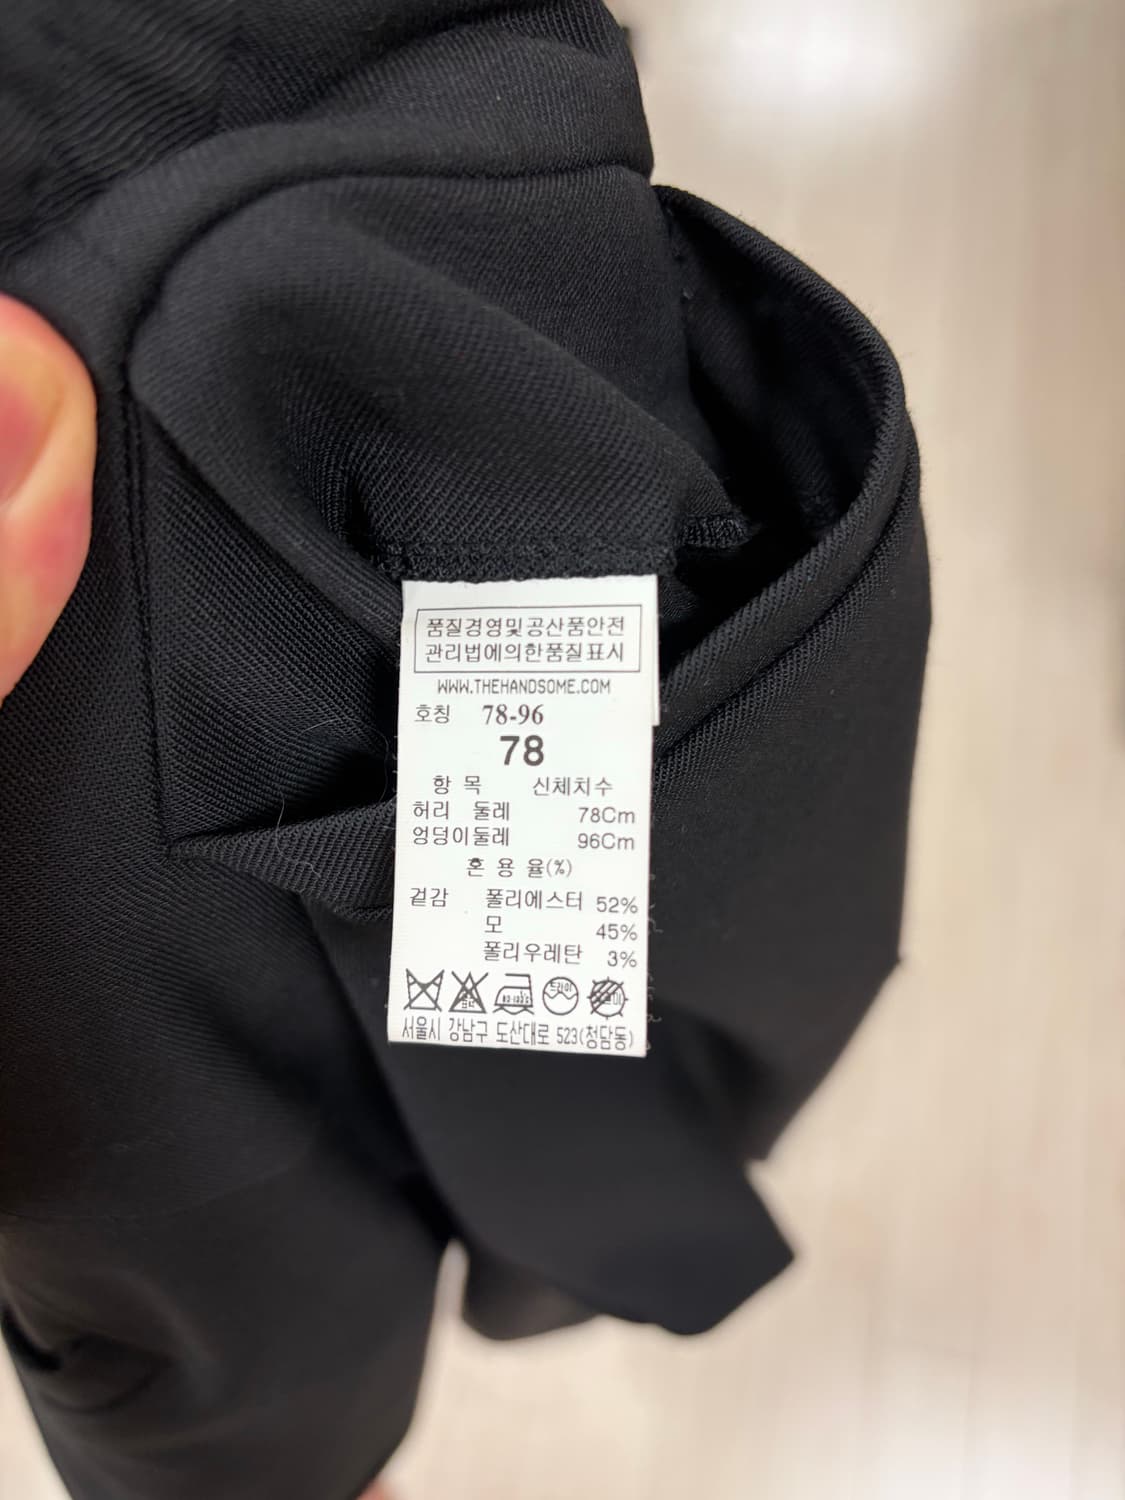 품질경영및공산품안전
관리법에의한품질표시
WWW.THEHANDSOME.COM
호칭 78-96
78
항 목 신체치수
허리 둘레 78Cm
엉덩이둘레 96Cm
혼 용 율(%)
겉감 폴리에스터 52%
모 45%
폴리우레탄 3%
드라이
서울시 강남구 도산대로 523(청담동)